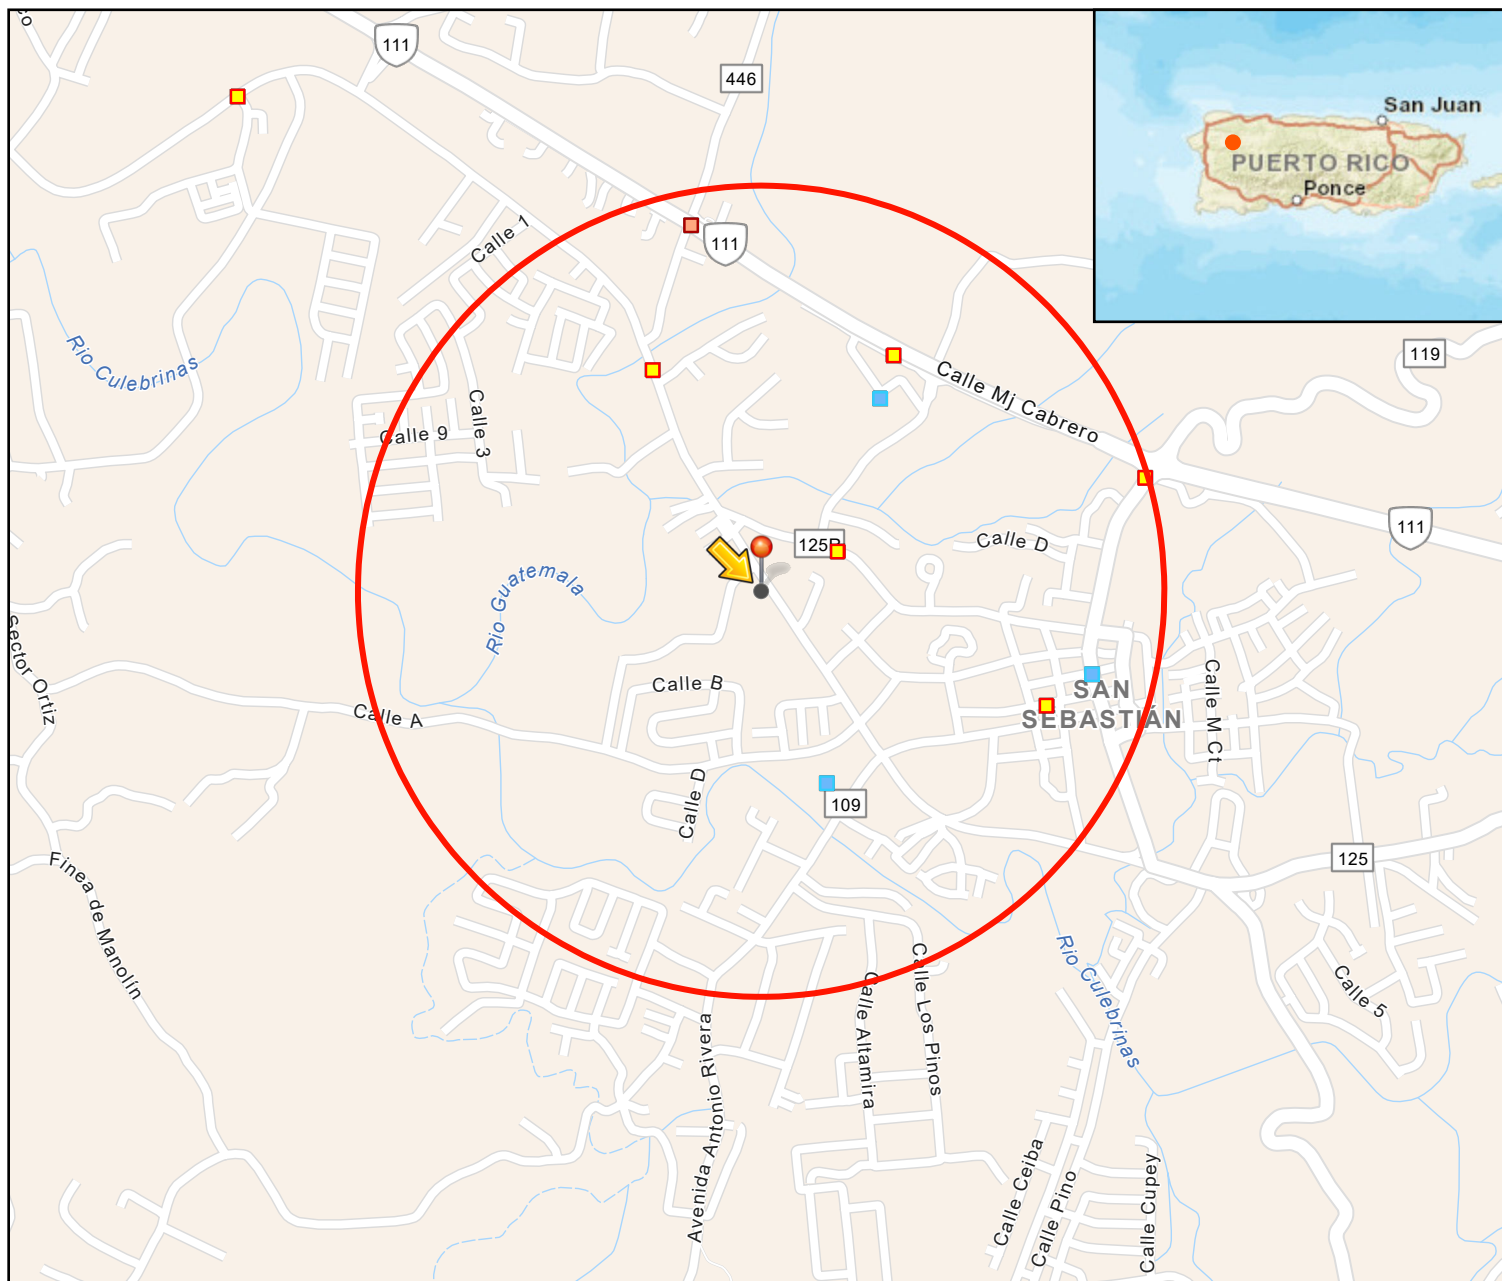 111
446
San Juan
PUERTO RICO
Ponce
Calle 1
111
Rio Culebrinas
119
Calle Mj Cabrero
Calle 3
Calle 9
111
125R
Calle D
Rio Guatemala
Sector Ortiz
Calle B
Calle M Ct
SAN
SEBASTIÁN
Calle A
Calle D
109
125
Finea de Manolin
Rio Culebrinas
Calle 5
Calle Los Pinos
Calle Altamira
Avenida Antonio Rivera
Calle Ceiba
Calle Pino
Calle Cupey